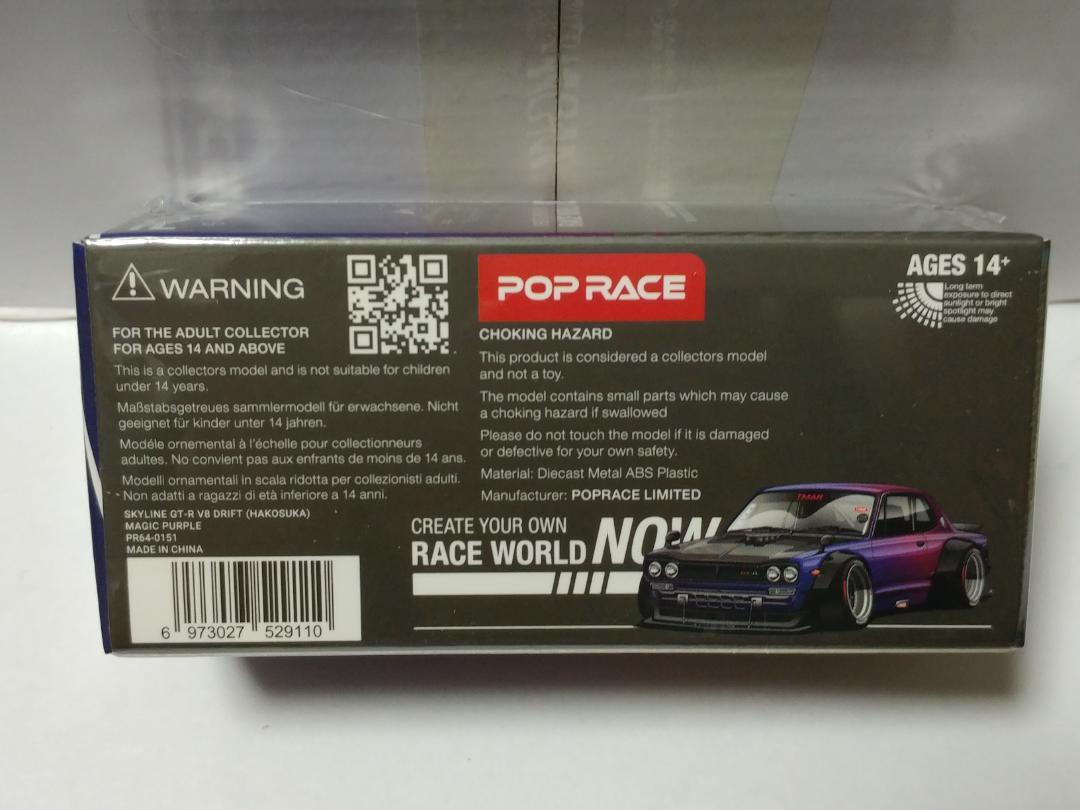 WARNING
FOR THE ADULT COLLECTOR
FOR AGES 14 AND ABOVE
This is a collectors model and is not suitable for children
under 14 years.
Maßstabsgetreues sammlermodell für erwachsene. Nicht
geeignet für kinder unter 14 jahren.
Modéle ornemental à l'échelle pour collectionneurs
adultes. No convient pas aux enfrants de moins de 14 ans.
Modelli ornamentali in scala ridotta per collezionisti adulti.
Non adatti a ragazzi di età inferiore a 14 anni.
SKYLINE GT-R V8 DRIFT (HAKOSUKA)
MAGIC PURPLE
PR64-0151
MADE IN CHINA
6 973027 529110
POP RACE
CHOKING HAZARD
This product is considered a collectors model
and not a toy.
The model contains small parts which may cause
a choking hazard if swallowed
Please do not touch the model if it is damaged
or defective for your own safety.
Material: Diecast Metal ABS Plastic
Manufacturer: POPRACE LIMITED
CREATE YOUR OWN
RACE WORLD NOW
TMAR
AGES 14+
Long term
exposure to direct
sunlight or bright
spotlight may
cause damage